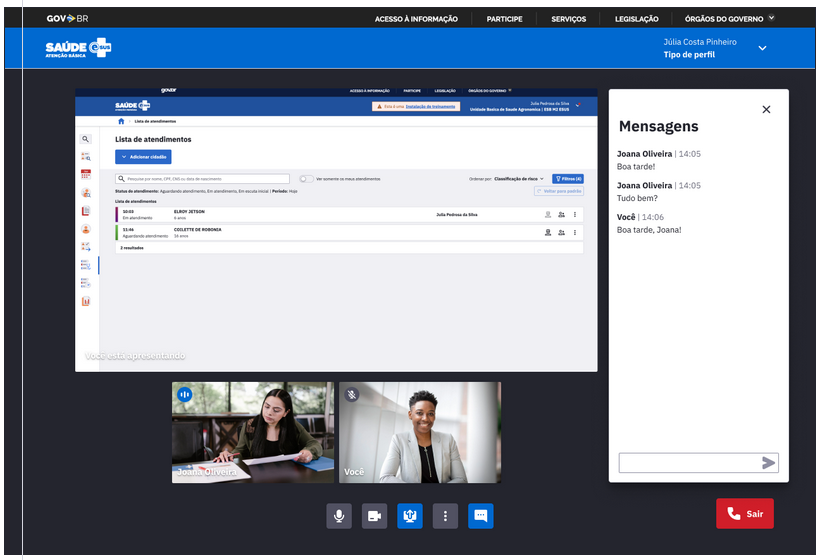 GOV BR
ACESSO À INFORMAÇÃO PARTICIPE SERVIÇOS LEGISLAÇÃO ÓRGÃOS DO GOVERNO
SAÚDE e SUS
ATENÇÃO BÁSICA
Júlia Costa Pinheiro
Tipo de perfil
govbr
ACESSO À INFORMAÇÃO PARTICIPE LEGISLAÇÃO ÓRGÃOS DO GOVERNO
SAÚDE
Esta é uma instalação de treinamento
Julia Pedrosa da Silva
Unidade Basica de Saude Agronomica | ESB M2 ESUS
Lista de atendimentos
Lista de atendimentos
Adicionar cidadão
Pesquise por nome, CPF, CNS ou data de nascimento
Ver somente os meus atendimentos
Ordenar por: Classificação de risco
Filtros (4)
Status do atendimento: Aguardando atendimento, Em atendimento, Em escuta inicial | Período: Hoje
Voltar para padrão
Lista de atendimentos
10:03 ELROY JETSON
Em atendimento 6 anos
Julia Pedrosa da Silva
11:46 COILETTE DE ROBONIA
Aguardando atendimento 36 anos
2 resultados
Você está apresentando
Joana Oliveira
Você
Mensagens
Joana Oliveira | 14:05
Boa tarde!
Joana Oliveira | 14:05
Tudo bem?
Você | 14:06
Boa tarde, Joana!
Sair